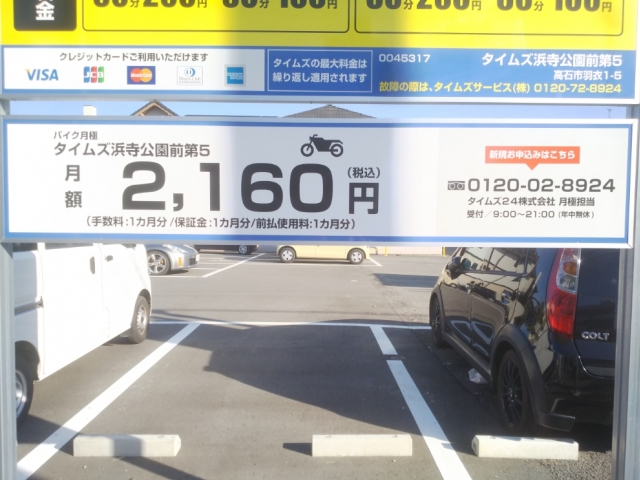 金
クレジットカードご利用いただけます
VISA JCB MasterCard
タイムズの最大料金は
繰り返し適用されます
0045317 タイムズ浜寺公園前第5
高石市羽衣1-5
故障の際は、タイムズサービス(株) 0120-72-8924
バイク月極
タイムズ浜寺公園前第5
月額 2,160円 (税込)
(手数料:1カ月分/保証金:1カ月分/前払使用料:1カ月分)
新規お申込みはこちら
0120-02-8924
タイムズ24株式会社 月極担当
受付/9:00〜21:00 (年中無休)
COLT